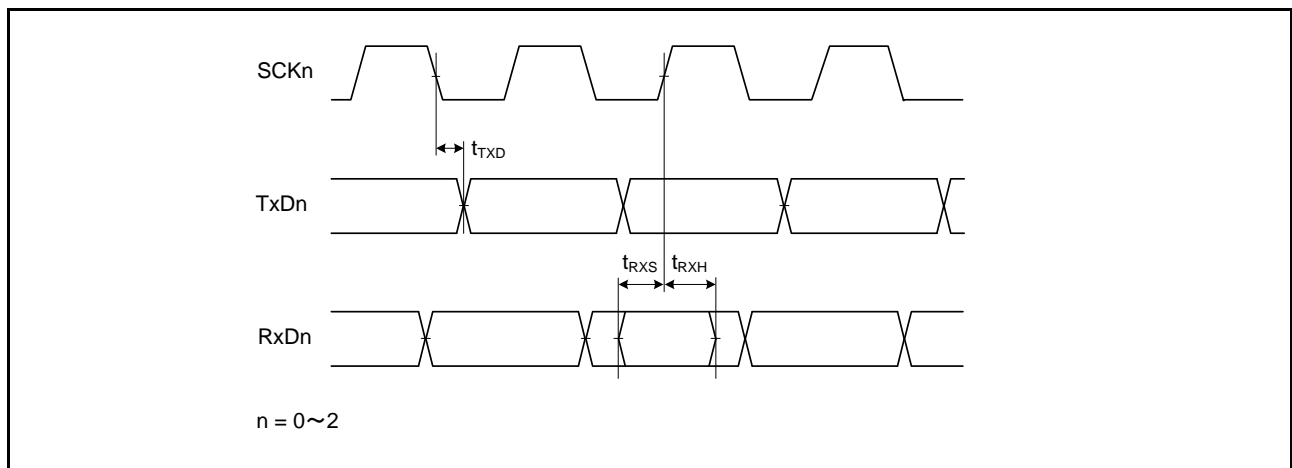 SCKn
tTXD
TxDn
tRXS tRXH
RxDn
n = 0～2